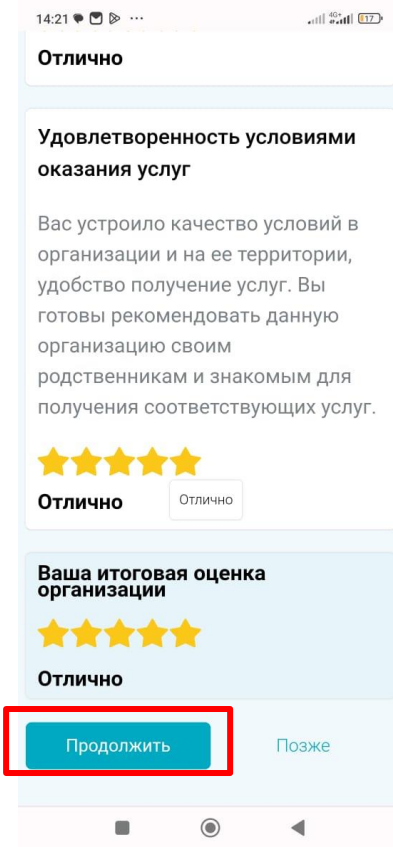 14:21
4G+
17
Отлично
Удовлетворенность условиями
оказания услуг
Вас устроило качество условий в
организации и на ее территории,
удобство получение услуг. Вы
готовы рекомендовать данную
организацию своим
родственникам и знакомым для
получения соответствующих услуг.
Отлично
Отлично
Ваша итоговая оценка
организации
Отлично
Продолжить
Позже